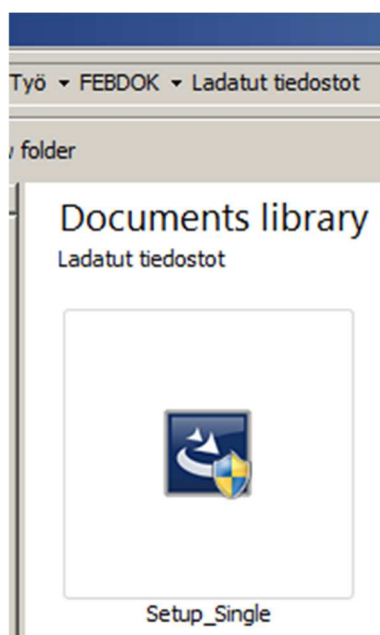 Työ FEBDOK Ladatut tiedostot
folder
Documents library
Ladatut tiedostot
Setup_Single